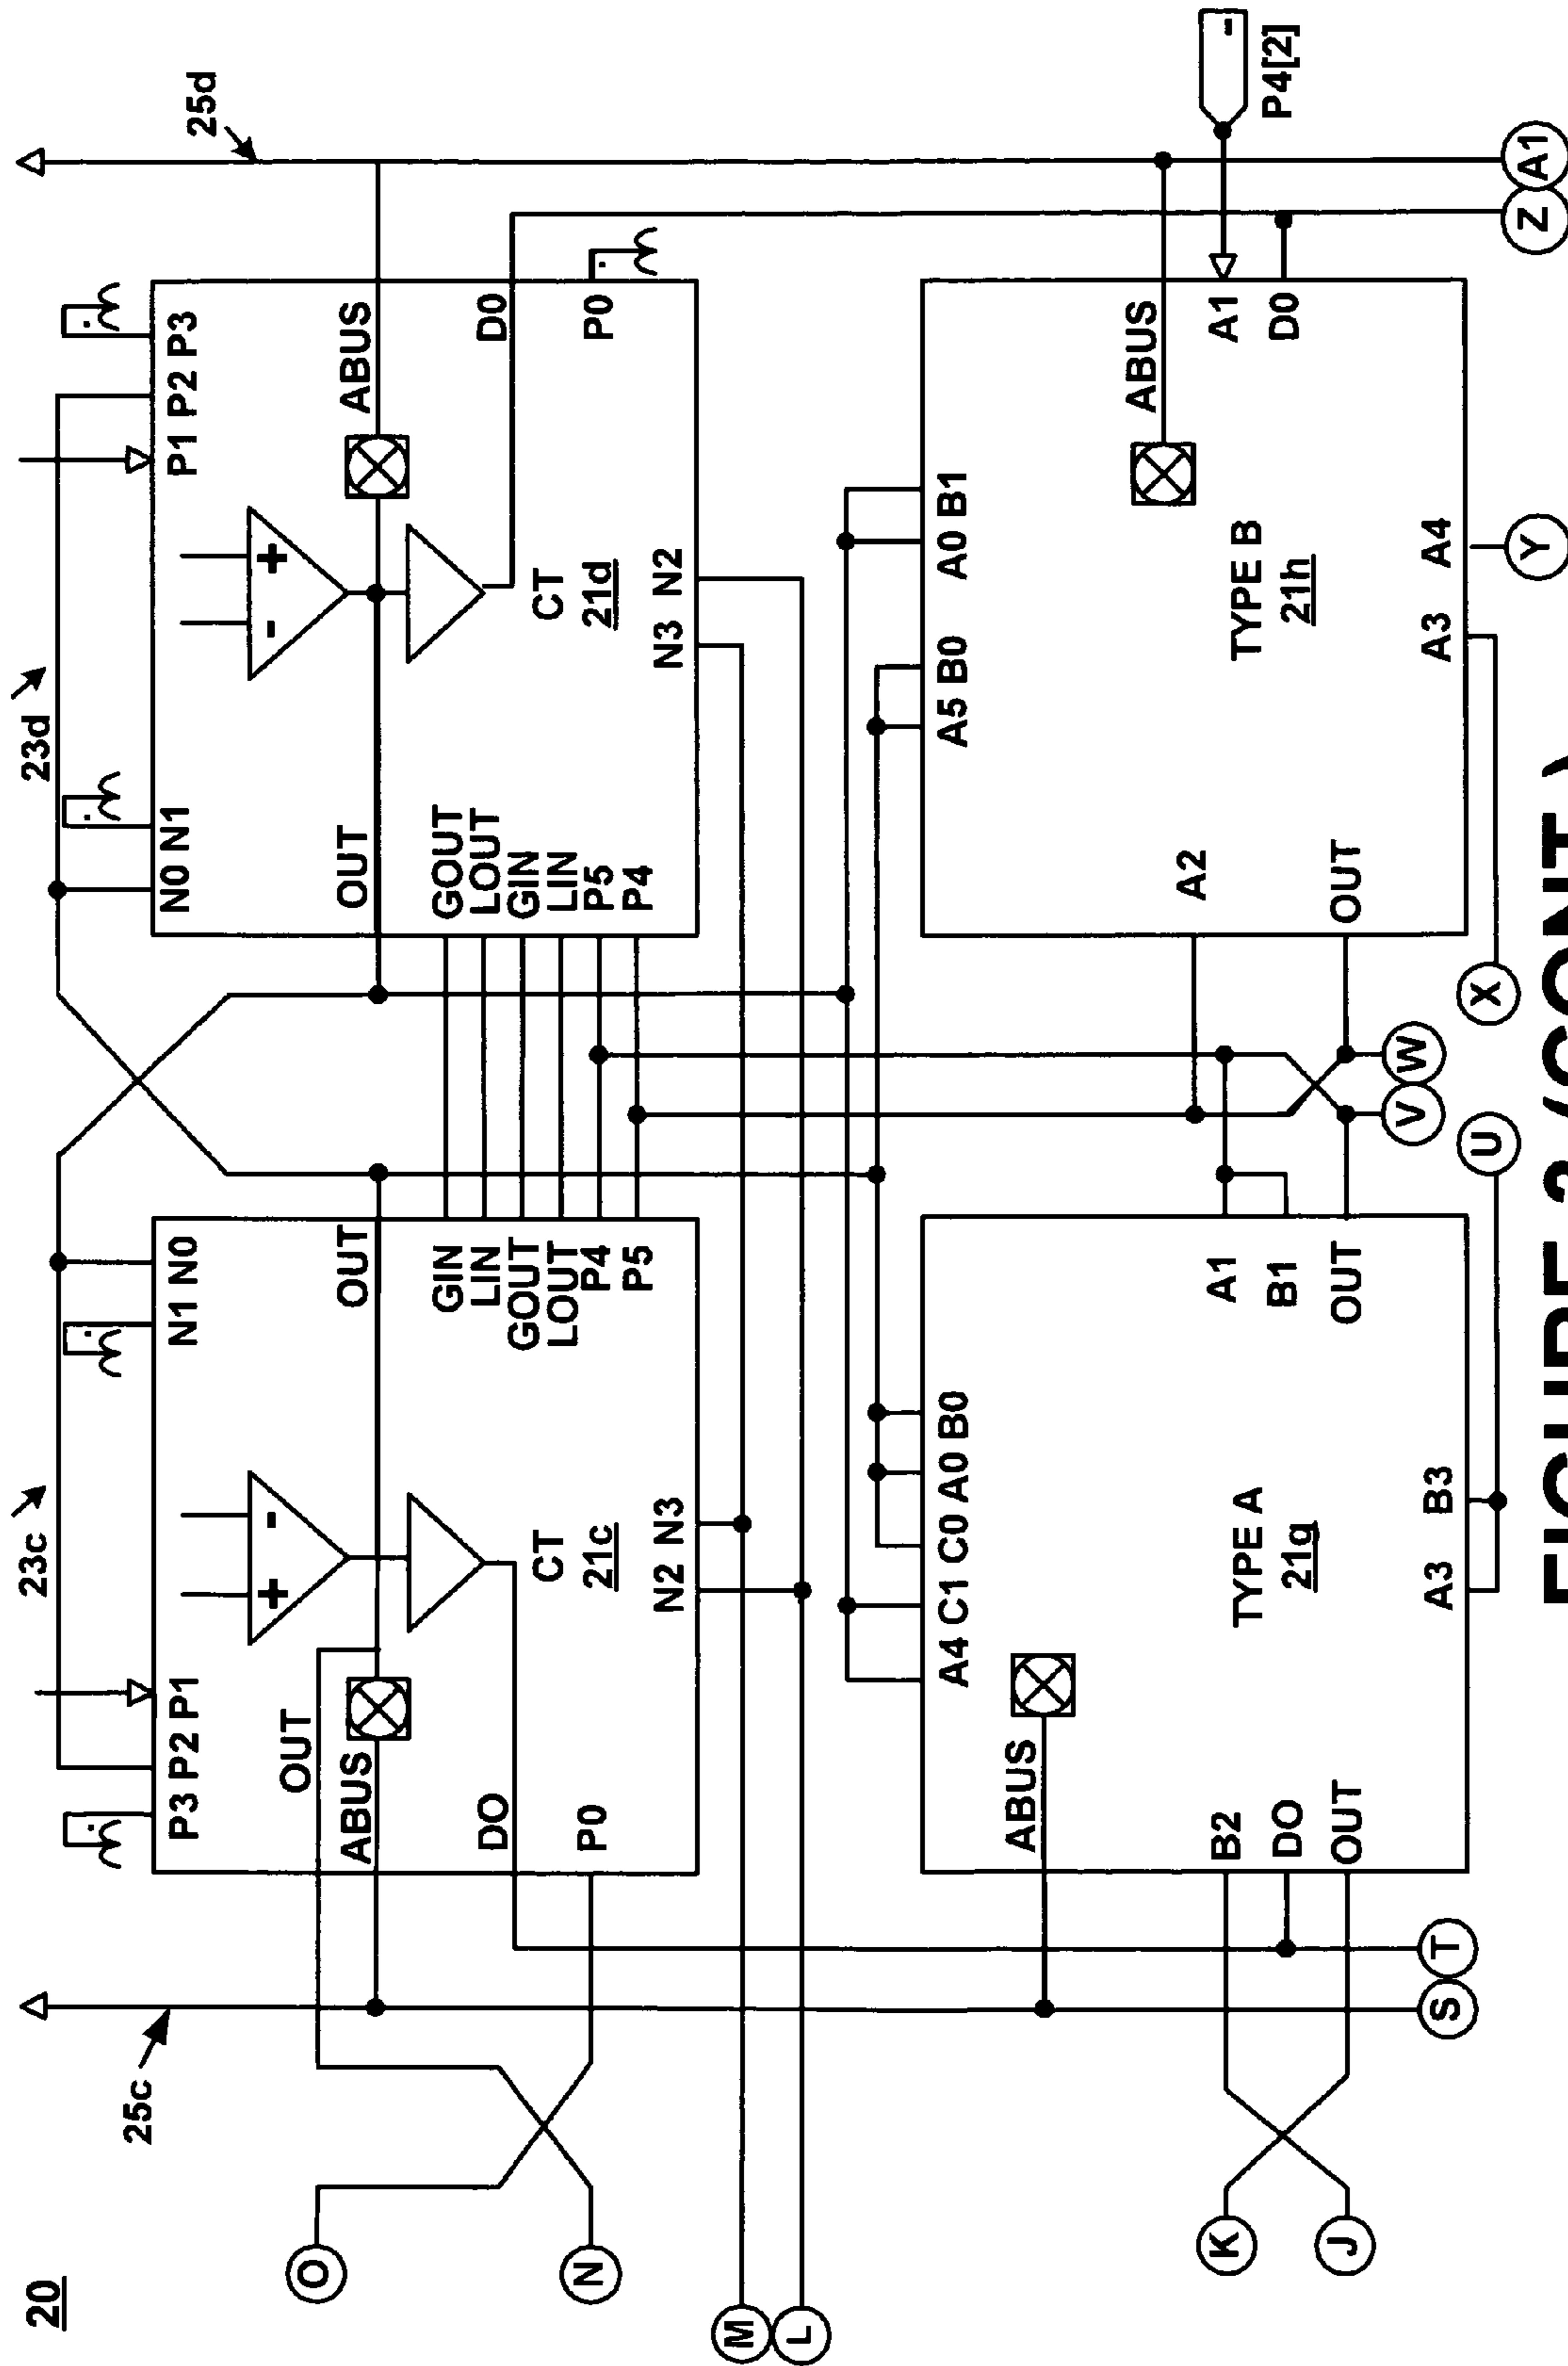 20
25c
23c
23d
25d
P3 P2 P1
N1 N0
N0 N1
P1 P2 P3
+
-
-
+
OUT
OUT
OUT
ABUS
ABUS
DO
D0
P0
P0
GIN
LIN
GOUT
LOUT
P4
P5
GOUT
LOUT
GIN
LIN
P5
P4
CT
21c
CT
21d
N2 N3
N3 N2
O
N
M
L
A4 C1 C0 A0 B0
A5 B0
A0 B1
ABUS
ABUS
B2
DO
OUT
A1
B1
OUT
A2
OUT
A1
D0
TYPE A
21g
TYPE B
21h
A3
B3
A3
A4
P4[2]
-
K
J
S
T
U
V
W
X
Y
Z
A1
FIGURE 3 (CONT.)